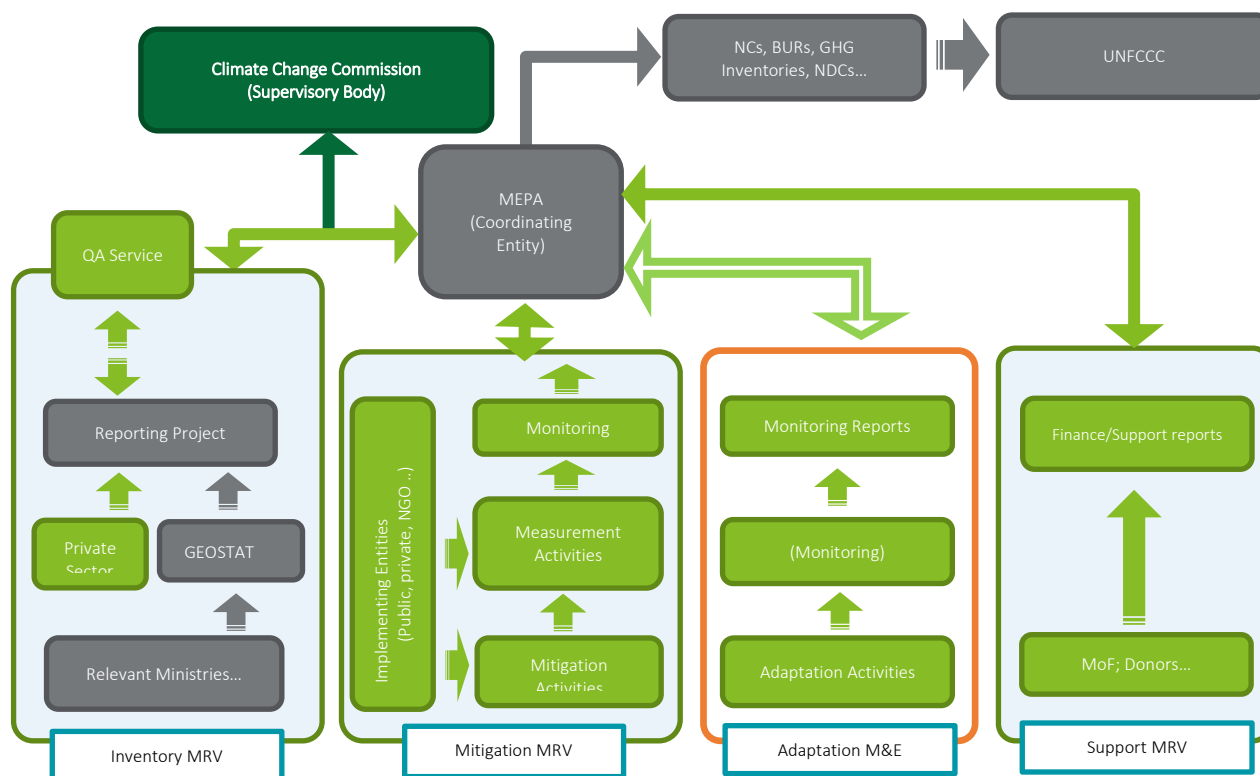 Climate Change Commission
(Supervisory Body)
NCs, BURs, GHG
Inventories, NDCs...
UNFCCC
MEPA
(Coordinating
Entity)
QA Service
Reporting Project
Private
Sector
GEOSTAT
Relevant Ministries...
Inventory MRV
Implementing Entities
(Public, private, NGO ..)
Monitoring
Measurement
Activities
Mitigation
Activities
Mitigation MRV
Monitoring Reports
(Monitoring)
Adaptation Activities
Adaptation M&E
Finance/Support reports
MoF; Donors...
Support MRV